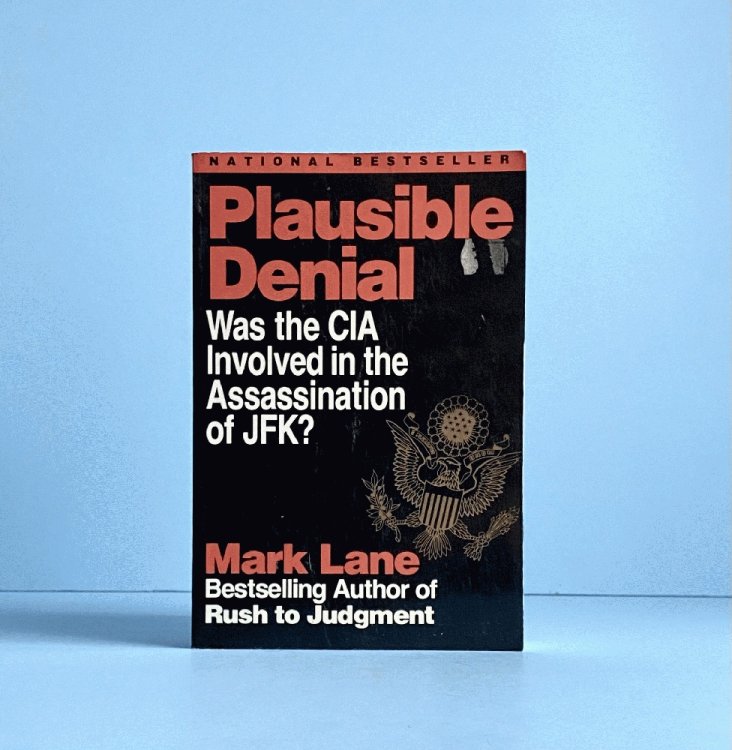 NATIONAL BESTSELLER
Plausible
Denial
Was the CIA
Involved in the
Assassination
of JFK?
Mark Lane
Bestselling Author of
Rush to Judgment